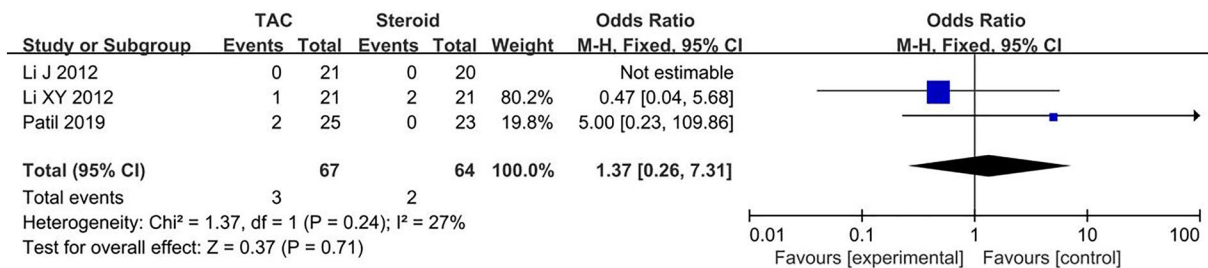 TAC Steroid Odds Ratio Odds Ratio
Study or Subgroup Events Total Events Total Weight M-H, Fixed, 95% CI M-H, Fixed, 95% CI
Li J 2012 0 21 0 20 Not estimable
Li XY 2012 1 21 2 21 80.2% 0.47 [0.04, 5.68]
Patil 2019 2 25 0 23 19.8% 5.00 [0.23, 109.86]
Total (95% CI) 67 64 100.0% 1.37 [0.26, 7.31]
Total events 3 2
Heterogeneity: Chi² = 1.37, df = 1 (P = 0.24); I² = 27%
Test for overall effect: Z = 0.37 (P = 0.71)
0.01 0.1 1 10 100
Favours [experimental] Favours [control]